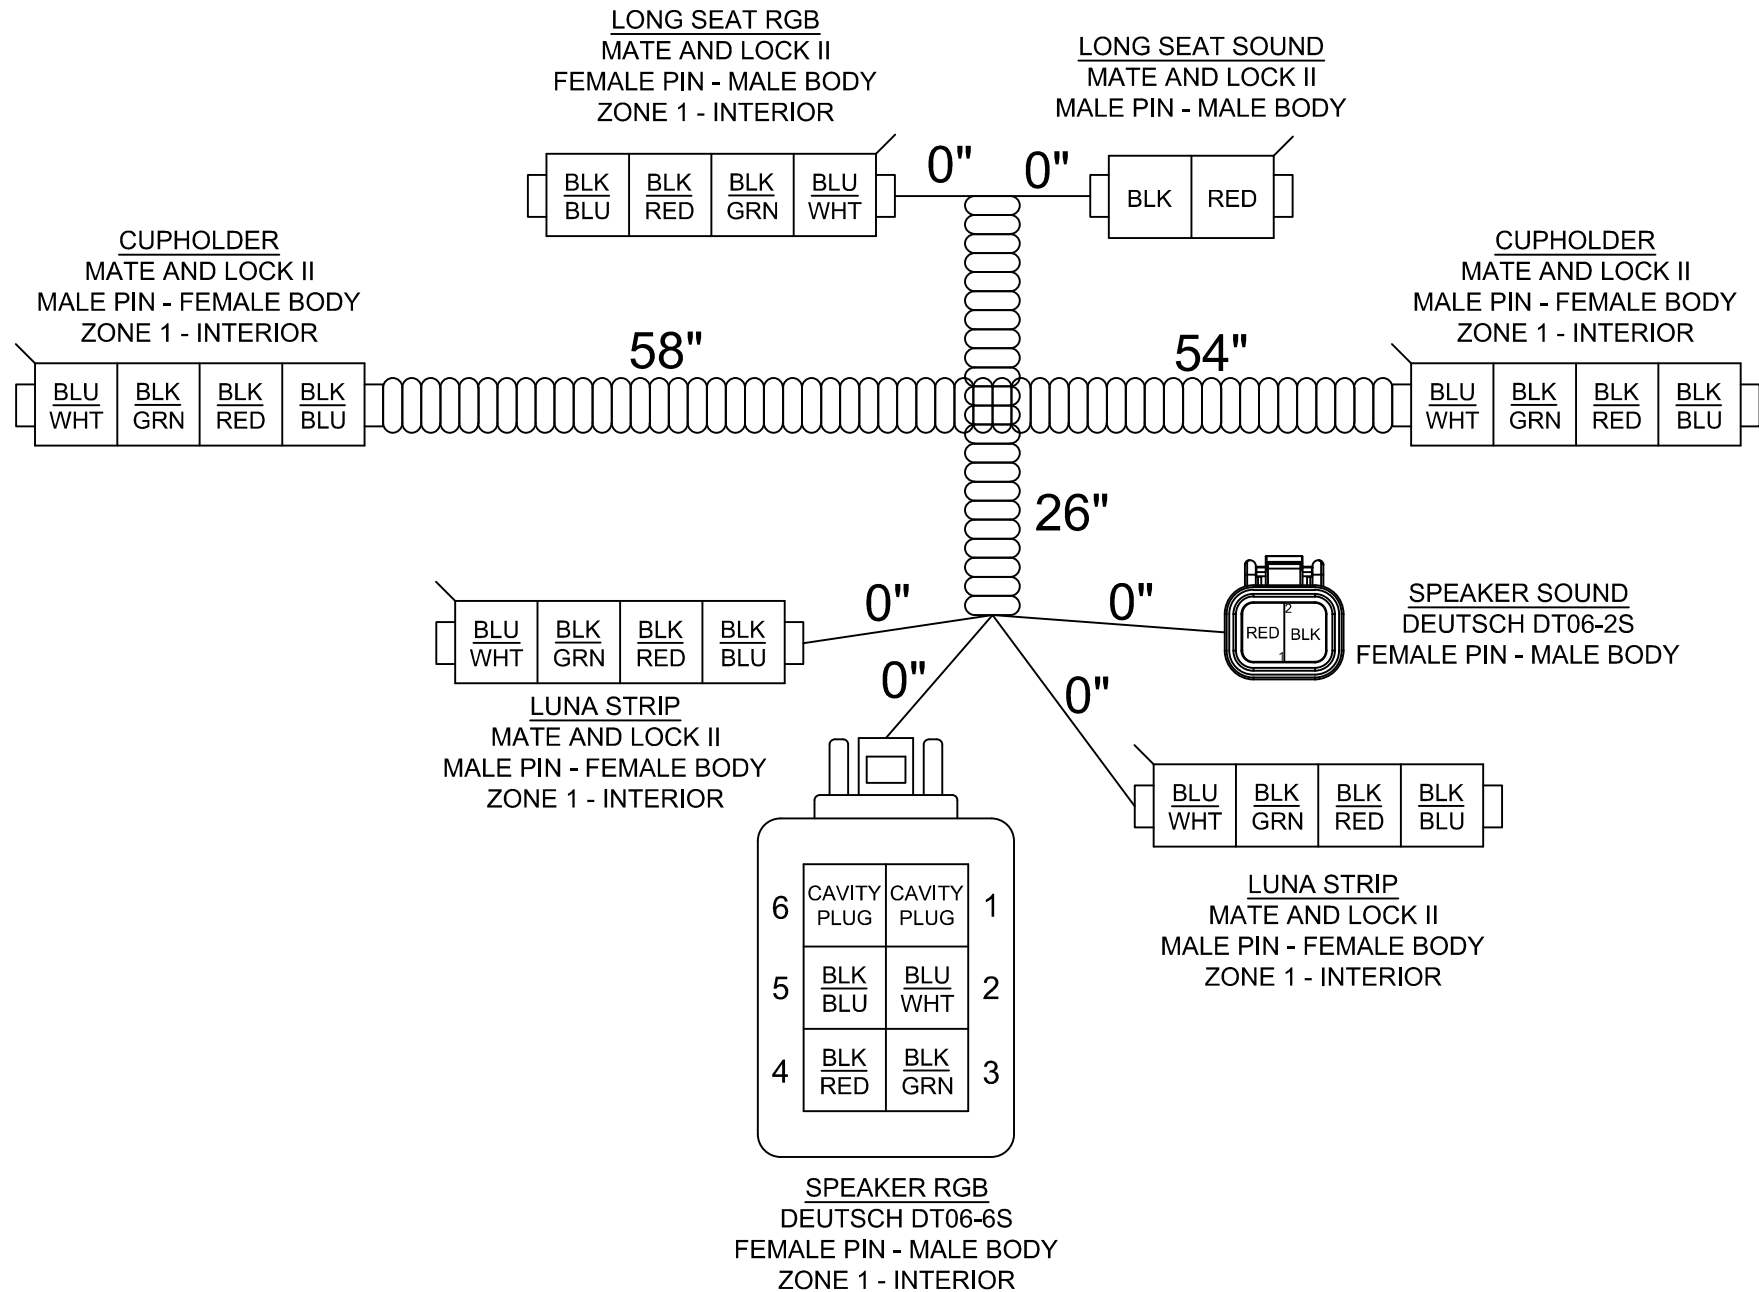 LONG SEAT RGB
MATE AND LOCK II
FEMALE PIN - MALE BODY
ZONE 1 - INTERIOR
LONG SEAT SOUND
MATE AND LOCK II
MALE PIN - MALE BODY
0"
0"
BLK
BLU
BLK
RED
BLK
GRN
BLU
WHT
BLK
RED
CUPHOLDER
MATE AND LOCK II
MALE PIN - FEMALE BODY
ZONE 1 - INTERIOR
CUPHOLDER
MATE AND LOCK II
MALE PIN - FEMALE BODY
ZONE 1 - INTERIOR
58"
54"
BLU
WHT
BLK
GRN
BLK
RED
BLK
BLU
BLU
WHT
BLK
GRN
BLK
RED
BLK
BLU
26"
0"
0"
BLU
WHT
BLK
GRN
BLK
RED
BLK
BLU
2
RED
BLK
1
SPEAKER SOUND
DEUTSCH DT06-2S
FEMALE PIN - MALE BODY
0"
0"
LUNA STRIP
MATE AND LOCK II
MALE PIN - FEMALE BODY
ZONE 1 - INTERIOR
BLU
WHT
BLK
GRN
BLK
RED
BLK
BLU
LUNA STRIP
MATE AND LOCK II
MALE PIN - FEMALE BODY
ZONE 1 - INTERIOR
6
CAVITY
PLUG
CAVITY
PLUG
1
5
BLK
BLU
BLU
WHT
2
4
BLK
RED
BLK
GRN
3
SPEAKER RGB
DEUTSCH DT06-6S
FEMALE PIN - MALE BODY
ZONE 1 - INTERIOR